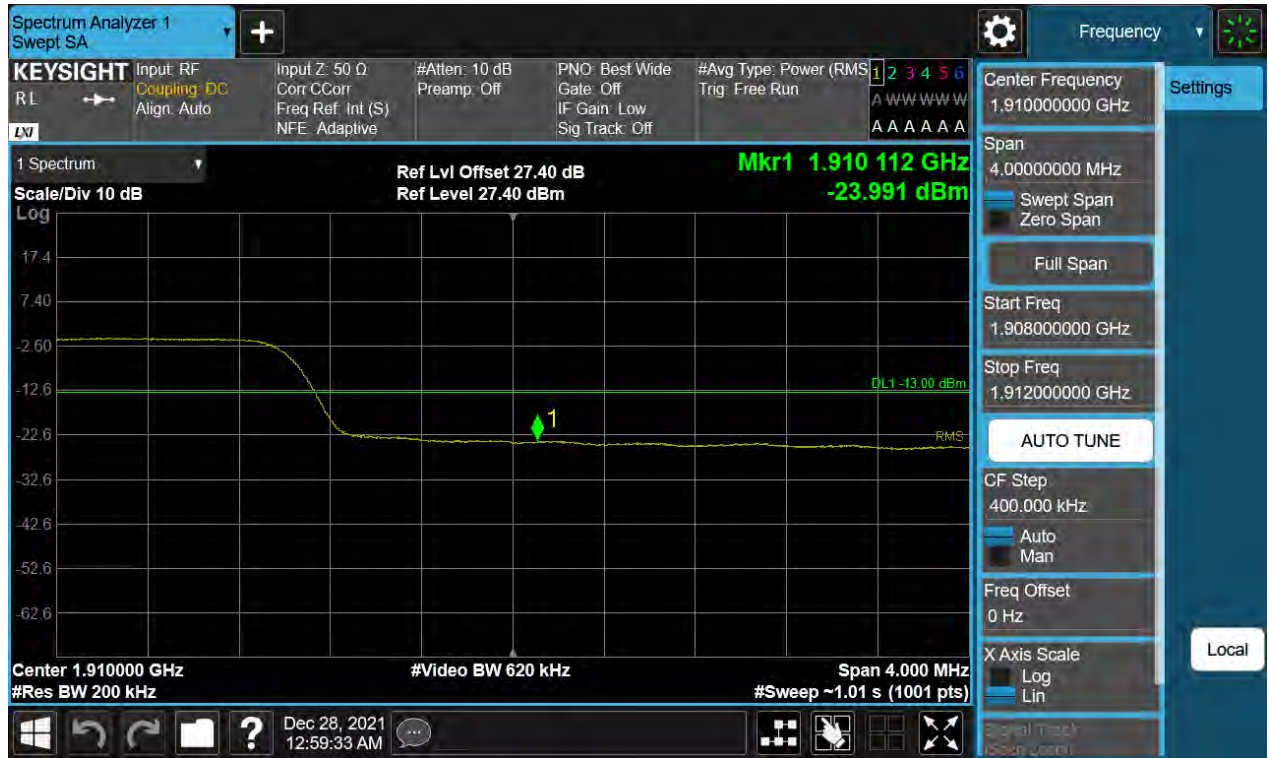 Spectrum Analyzer 1
Swept SA
Frequency
KEYSIGHT
RL
LXI
Input: RF
Coupling: DC
Align: Auto
Input Z: 50 Ω
Corr CCorr
Freq Ref: Int (S)
NFE: Adaptive
#Atten: 10 dB
Preamp: Off
PNO: Best Wide
Gate: Off
IF Gain: Low
Sig Track: Off
#Avg Type: Power (RMS
Trig: Free Run
1 2 3 4 5 6
A W W W W W
A A A A A A
1 Spectrum
Scale/Div 10 dB
Log
Ref Lvl Offset 27.40 dB
Ref Level 27.40 dBm
Mkr1 1.910 112 GHz
-23.991 dBm
17.4
7.40
-2.60
-12.6
-22.6
-32.6
-42.6
-52.6
-62.6
DL1 -13.00 dBm
1
RMS
Center 1.910000 GHz
#Res BW 200 kHz
#Video BW 620 kHz
Span 4.000 MHz
#Sweep ~1.01 s (1001 pts)
Center Frequency
1.910000000 GHz
Settings
Span
4.00000000 MHz
Swept Span
Zero Span
Full Span
Start Freq
1.908000000 GHz
Stop Freq
1.912000000 GHz
AUTO TUNE
CF Step
400.000 kHz
Auto
Man
Freq Offset
0 Hz
X Axis Scale
Log
Lin
Local
Signal Track
(Span Zoom)
?
Dec 28, 2021
12:59:33 AM